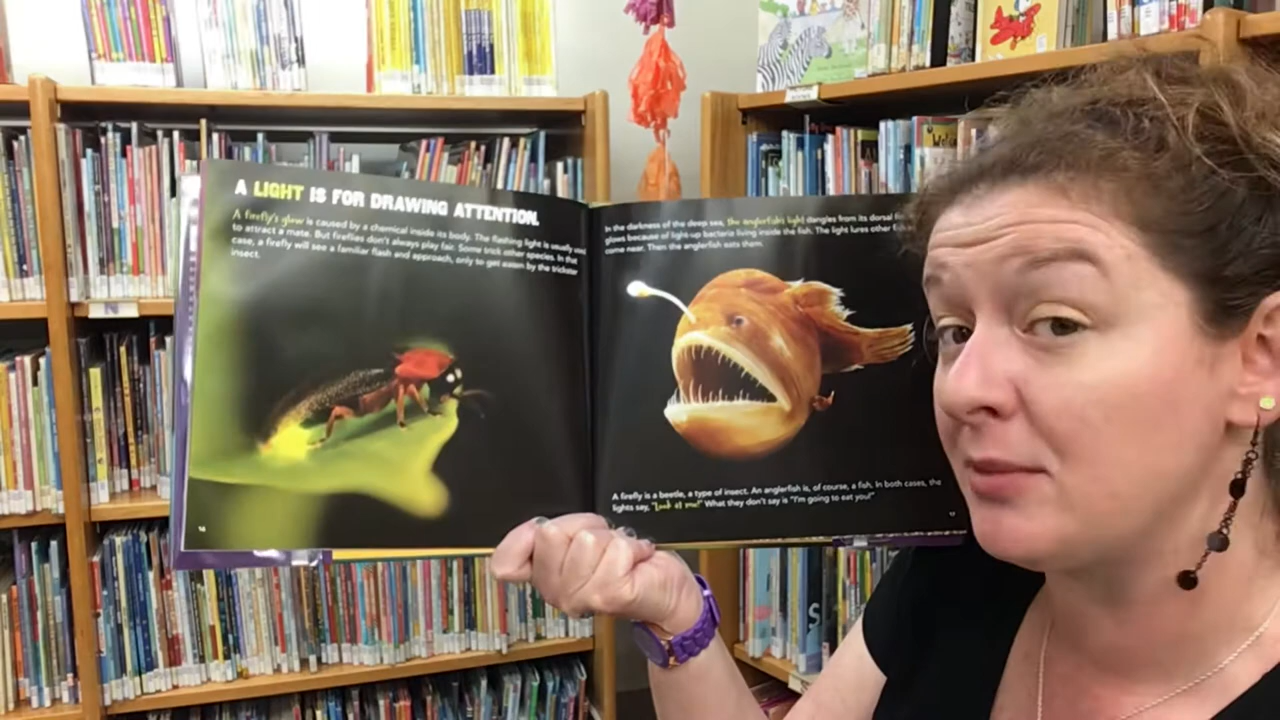 A LIGHT IS FOR DRAWING ATTENTION.
A firefly's glow is caused by a chemical inside its body. The flashing light is usually used
to attract a mate. But fireflies don't always play fair. Some trick other species. In that
case, a firefly will see a familiar flash and approach, only to get eaten by the trickster
insect.
16
In the darkness of the deep sea, the anglerfish's light dangles from its dorsal
glows because of light-up bacteria living inside the fish. The light lures other
come near. Then the anglerfish eats them.
A firefly is a beetle, a type of insect. An anglerfish is, of course, a fish. In both cases, the
lights say, "Look at me!" What they don't say is "I'm going to eat you!"
17
N
S